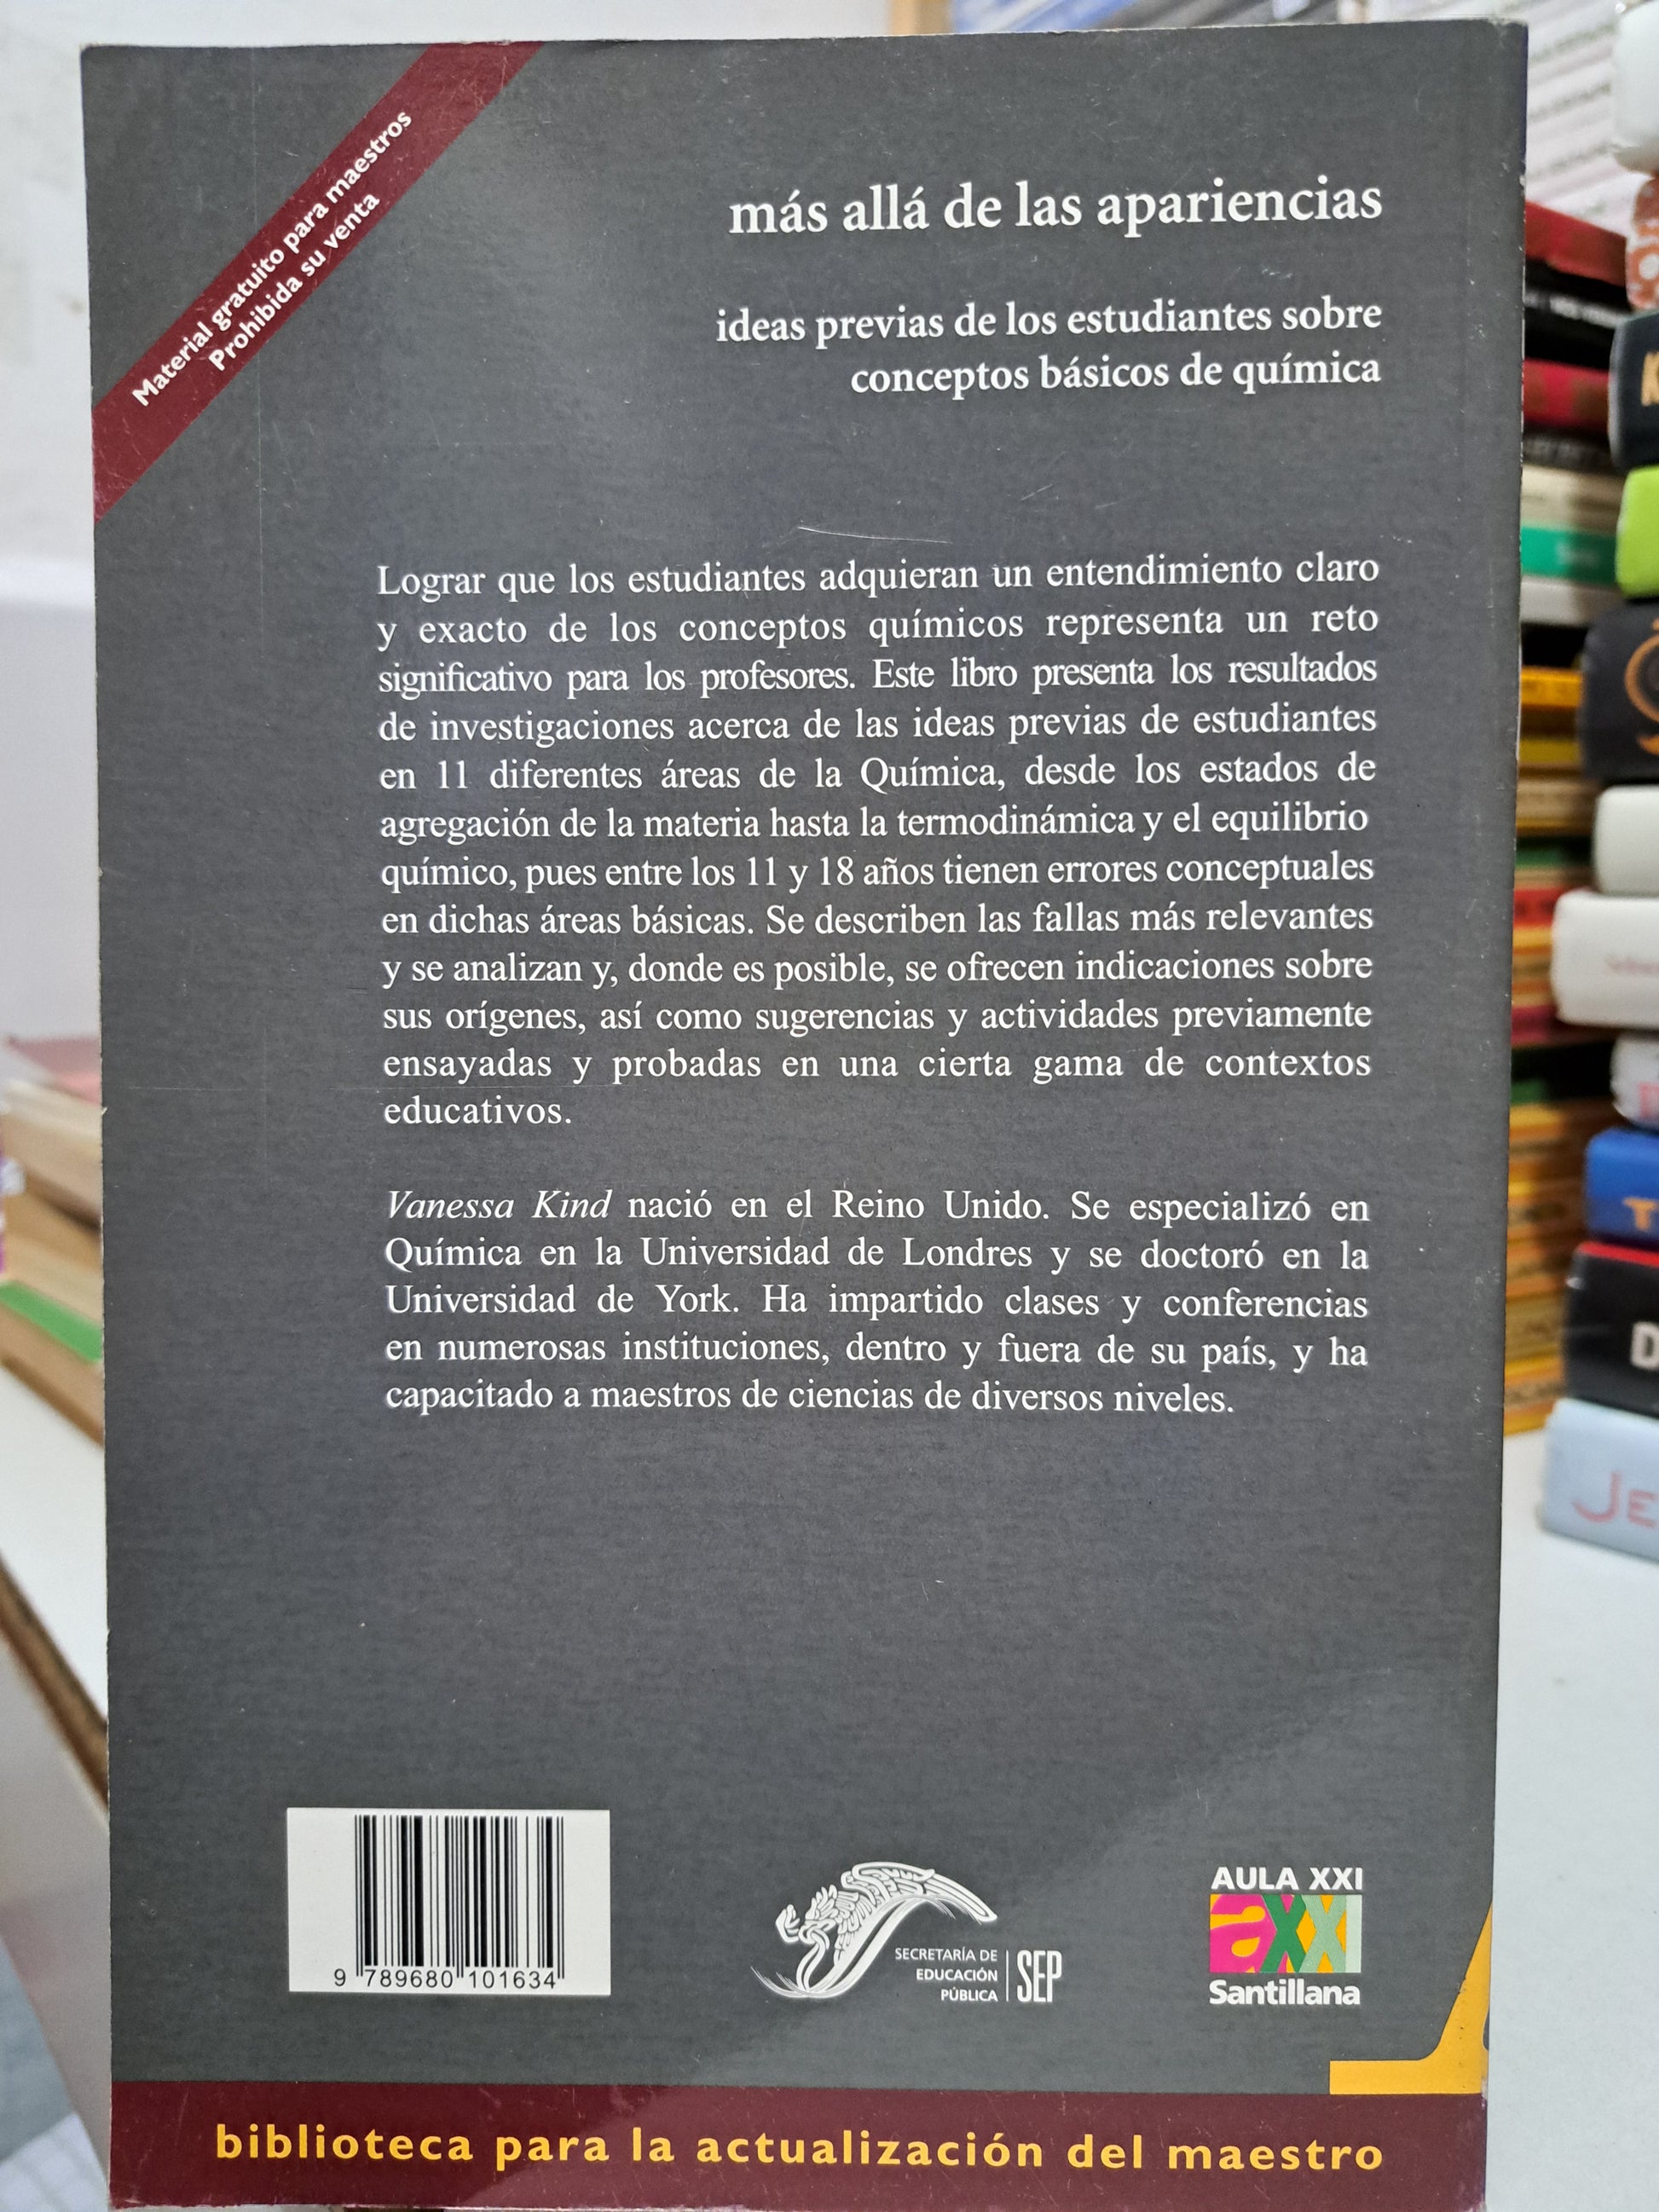 Material gratuito para maestros
Prohibida su venta
más allá de las apariencias
ideas previas de los estudiantes sobre
conceptos básicos de química
Lograr que los estudiantes adquieran un entendimiento claro
y exacto de los conceptos químicos representa un reto
significativo para los profesores. Este libro presenta los resultados
de investigaciones acerca de las ideas previas de estudiantes
en 11 diferentes áreas de la Química, desde los estados de
agregación de la materia hasta la termodinámica y el equilibrio
químico, pues entre los 11 y 18 años tienen errores conceptuales
en dichas áreas básicas. Se describen las fallas más relevantes
y se analizan y, donde es posible, se ofrecen indicaciones sobre
sus orígenes, así como sugerencias y actividades previamente
ensayadas y probadas en una cierta gama de contextos
educativos.
Vanessa Kind nació en el Reino Unido. Se especializó en
Química en la Universidad de Londres y se doctoró en la
Universidad de York. Ha impartido clases y conferencias
en numerosas instituciones, dentro y fuera de su país, y ha
capacitado a maestros de ciencias de diversos niveles.
9 789680 101634
SECRETARÍA DE
EDUCACIÓN
PÚBLICA
SEP
AULA XXI
axxi
Santillana
biblioteca para la actualización del maestro